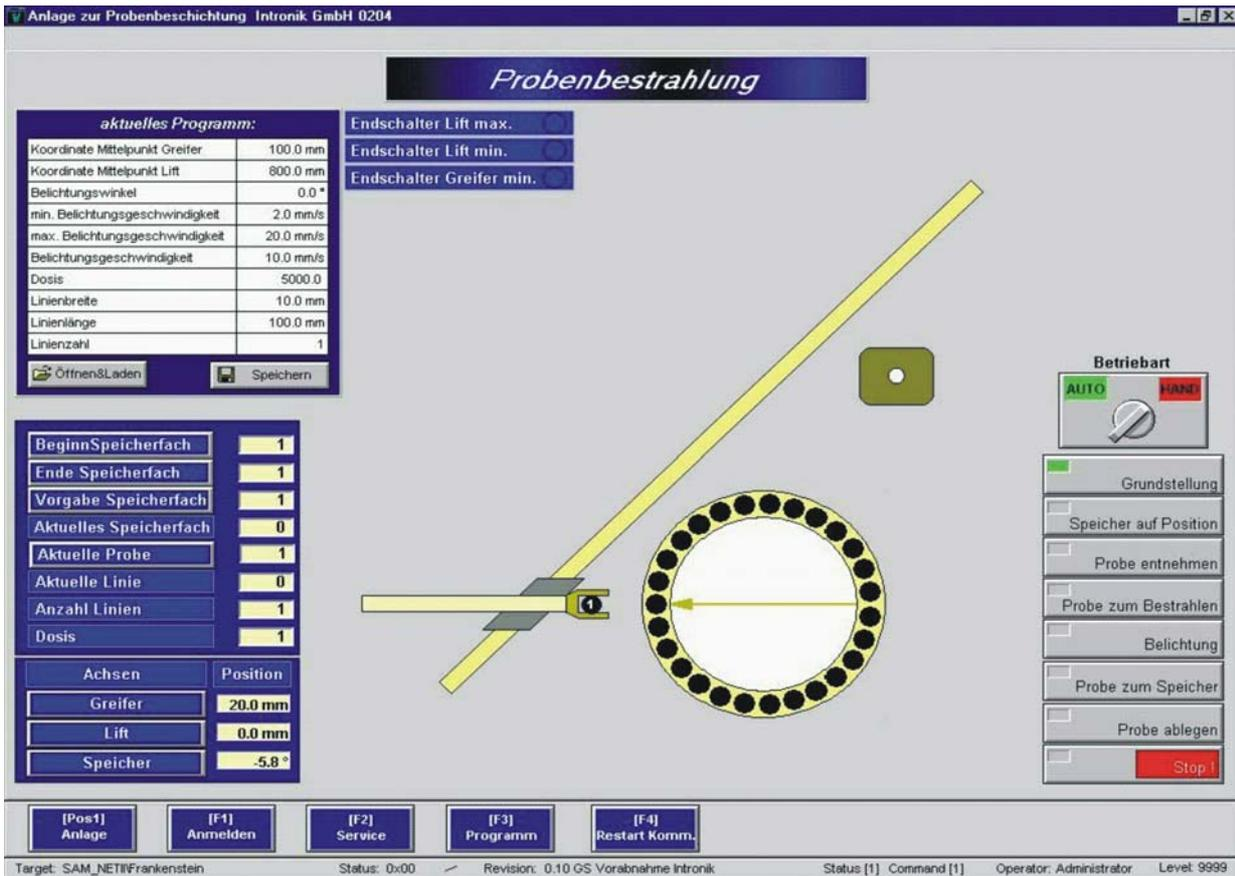 Anlage zur Probenbeschichtung Intronik GmbH 0204
Probenbestrahlung
aktuelles Programm:
Koordinate Mittelpunkt Greifer 100.0 mm
Koordinate Mittelpunkt Lift 800.0 mm
Belichtungswinkel 0.0 °
min. Belichtungsgeschwindigkeit 2.0 mm/s
max. Belichtungsgeschwindigkeit 20.0 mm/s
Belichtungsgeschwindigkeit 10.0 mm/s
Dosis 5000.0
Linienbreite 10.0 mm
Linienlänge 100.0 mm
Linienzahl 1
Öffnen&Laden Speichern
Endschalter Lift max.
Endschalter Lift min.
Endschalter Greifer min.
BeginnSpeicherfach 1
Ende Speicherfach 1
Vorgabe Speicherfach 1
Aktuelles Speicherfach 0
Aktuelle Probe 1
Aktuelle Linie 0
Anzahl Linien 1
Dosis 1
Achsen Position
Greifer 20.0 mm
Lift 0.0 mm
Speicher -5.8 °
1
Betriebart
AUTO HAND
Grundstellung
Speicher auf Position
Probe entnehmen
Probe zum Bestrahlen
Belichtung
Probe zum Speicher
Probe ablegen
Stop !
[Pos1] Anlage
[F1] Anmelden
[F2] Service
[F3] Programm
[F4] Restart Komm.
Target: Status: 0x00 Revision: 0.10 GS Vorabnahme Intronik Status [1] Command [1] Operator: Administrator Level: 9999